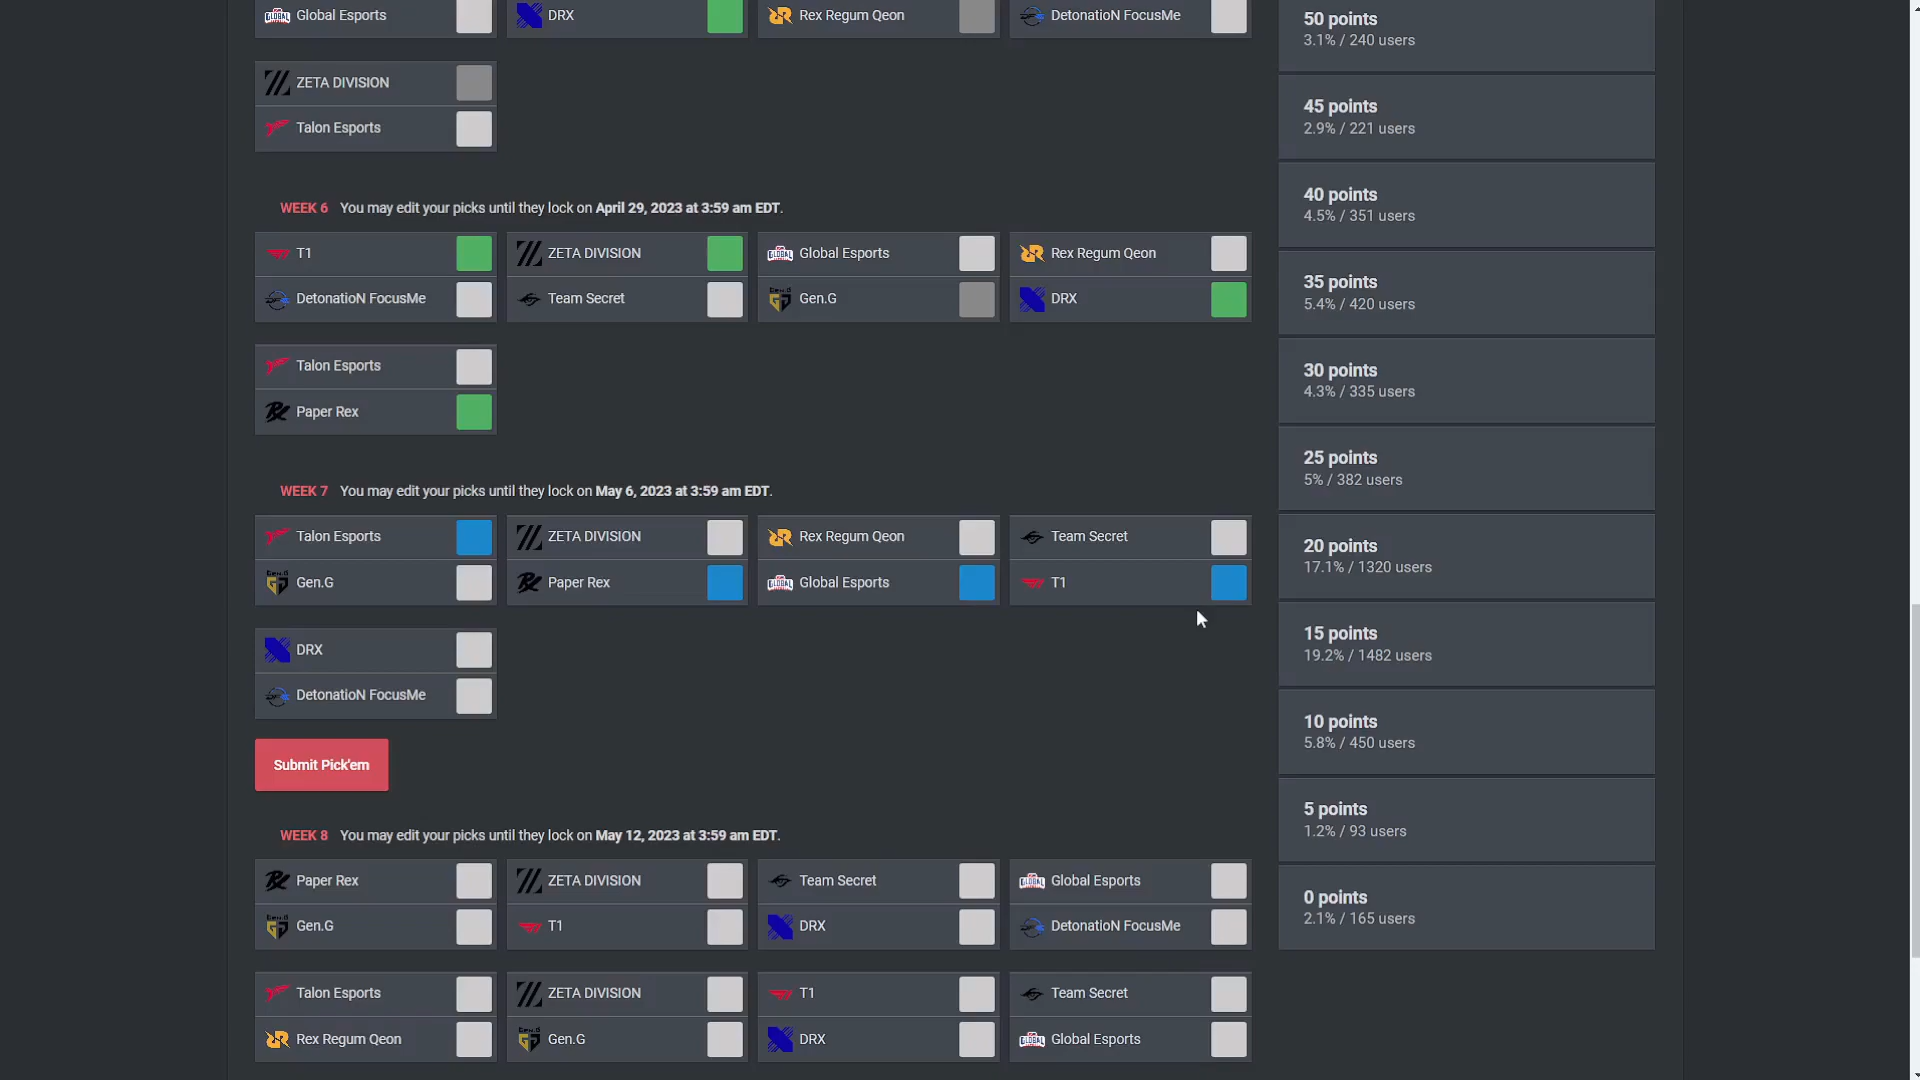 Global Esports
DRX
Rex Regum Qeon
DetonatioN FocusMe
ZETA DIVISION
Talon Esports
WEEK 6 You may edit your picks until they lock on April 29, 2023 at 3:59 am EDT.
T1
DetonatioN FocusMe
ZETA DIVISION
Team Secret
Global Esports
Gen.G
Rex Regum Qeon
DRX
Talon Esports
Paper Rex
WEEK 7 You may edit your picks until they lock on May 6, 2023 at 3:59 am EDT.
Talon Esports
Gen.G
ZETA DIVISION
Paper Rex
Rex Regum Qeon
Global Esports
Team Secret
T1
DRX
DetonatioN FocusMe
Submit Pick'em
WEEK 8 You may edit your picks until they lock on May 12, 2023 at 3:59 am EDT.
Paper Rex
Gen.G
ZETA DIVISION
T1
Team Secret
DRX
Global Esports
DetonatioN FocusMe
Talon Esports
Rex Regum Qeon
ZETA DIVISION
Gen.G
T1
DRX
Team Secret
Global Esports
50 points
3.1% / 240 users
45 points
2.9% / 221 users
40 points
4.5% / 351 users
35 points
5.4% / 420 users
30 points
4.3% / 335 users
25 points
5% / 382 users
20 points
17.1% / 1320 users
15 points
19.2% / 1482 users
10 points
5.8% / 450 users
5 points
1.2% / 93 users
0 points
2.1% / 165 users